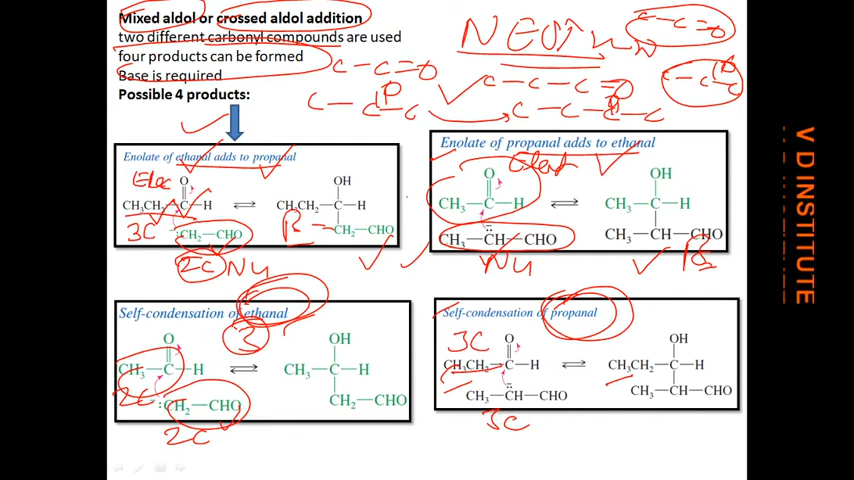 Mixed aldol or crossed aldol addition
two different carbonyl compounds are used
four products can be formed
Base is required
Possible 4 products:
C-C=O
C-C-C=O
Enolate of ethanal adds to propanal
Elec
O
CH3CH2-C-H ⇌ CH3CH2-C-H
OH
3C
:CH2-CHO
CH2-CHO
2C Nu
Enolate of propanal adds to ethanal
O
CH3-C-H ⇌ CH3-C-H
OH
CH3-CH-CHO
CH3-CH-CHO
Nu
Self-condensation of ethanal
3
O
CH3-C-H ⇌ CH3-C-H
OH
2C
:CH2-CHO
CH2-CHO
2C
Self-condensation of propanal
3C
O
CH3CH2-C-H ⇌ CH3CH2-C-H
OH
CH3-CH-CHO
CH3-CH-CHO
3C
V D INSTITUTE